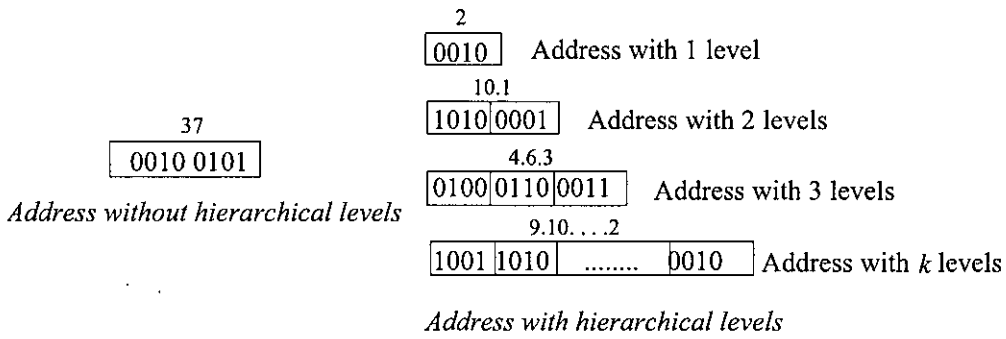 2
0010 Address with 1 level
10.1
1010 0001 Address with 2 levels
37
0010 0101
4.6.3
0100 0110 0011 Address with 3 levels
Address without hierarchical levels
9.10. . . .2
1001 1010 ........ 0010 Address with k levels
Address with hierarchical levels